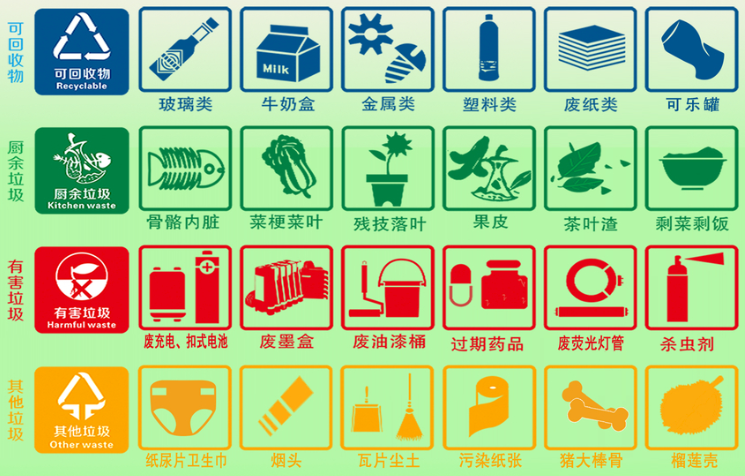 可回收物
可回收物
Recyclable
Milk
玻璃类
牛奶盒
金属类
塑料类
废纸类
可乐罐
厨余垃圾
厨余垃圾
Kitchen waste
骨骼内脏
菜梗菜叶
残技落叶
果皮
茶叶渣
剩菜剩饭
有害垃圾
有害垃圾
Harmful waste
废充电、扣式电池
废墨盒
废油漆桶
过期药品
废荧光灯管
杀虫剂
其他垃圾
其他垃圾
Other waste
纸尿片卫生巾
烟头
瓦片尘土
污染纸张
猪大棒骨
榴莲壳